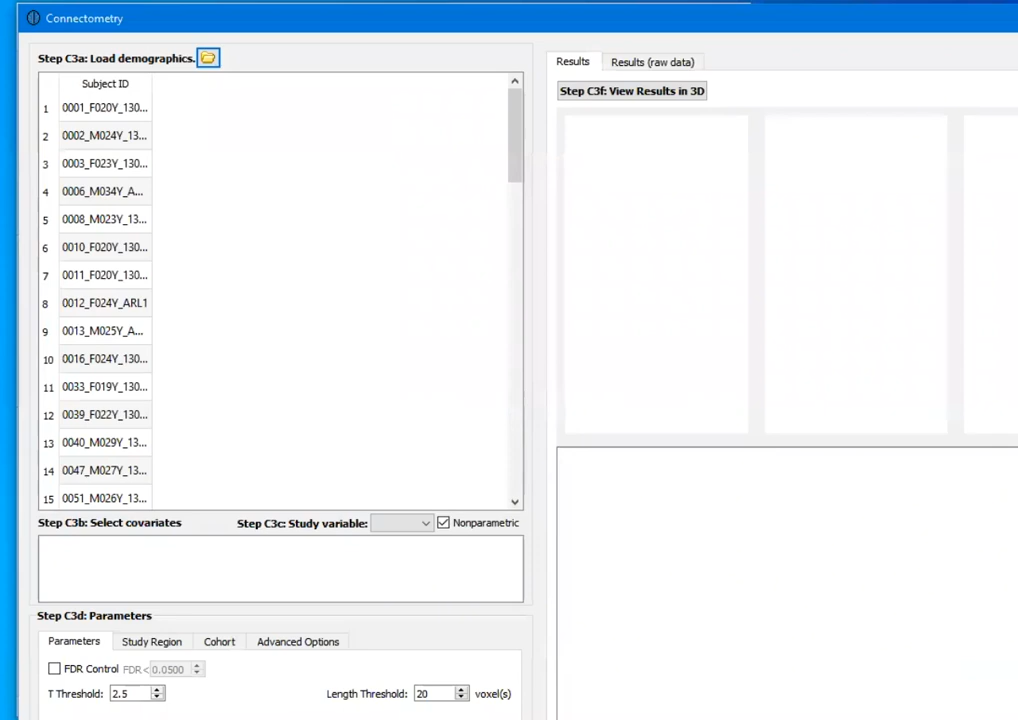 Connectometry
Step C3a: Load demographics.
Subject ID
1 0001_F020Y_130...
2 0002_M024Y_13...
3 0003_F023Y_130...
4 0006_M034Y_A...
5 0008_M023Y_13...
6 0010_F020Y_130...
7 0011_F020Y_130...
8 0012_F024Y_ARL1
9 0013_M025Y_A...
10 0016_F024Y_130...
11 0033_F019Y_130...
12 0039_F022Y_130...
13 0040_M029Y_13...
14 0047_M027Y_13...
15 0051_M026Y_13...
Step C3b: Select covariates
Step C3c: Study variable:
Nonparametric
Step C3d: Parameters
Parameters
Study Region
Cohort
Advanced Options
FDR Control FDR< 0.0500
T Threshold: 2.5
Length Threshold: 20 voxel(s)
Results
Results (raw data)
Step C3f: View Results in 3D